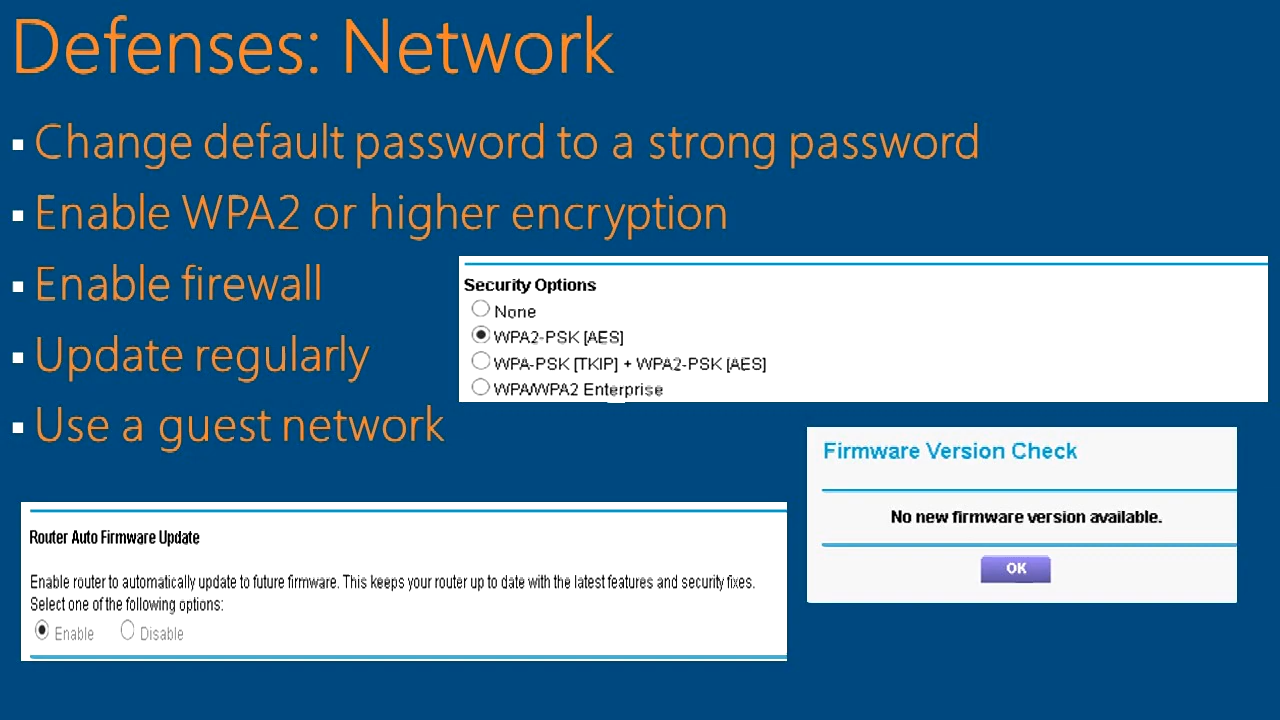 Defenses: Network
Change default password to a strong password
Enable WPA2 or higher encryption
Enable firewall
Update regularly
Use a guest network
Security Options
None
WPA2-PSK [AES]
WPA-PSK [TKIP] + WPA2-PSK [AES]
WPA/WPA2 Enterprise
Firmware Version Check
No new firmware version available.
OK
Router Auto Firmware Update
Enable router to automatically update to future firmware. This keeps your router up to date with the latest features and security fixes.
Select one of the following options:
Enable Disable